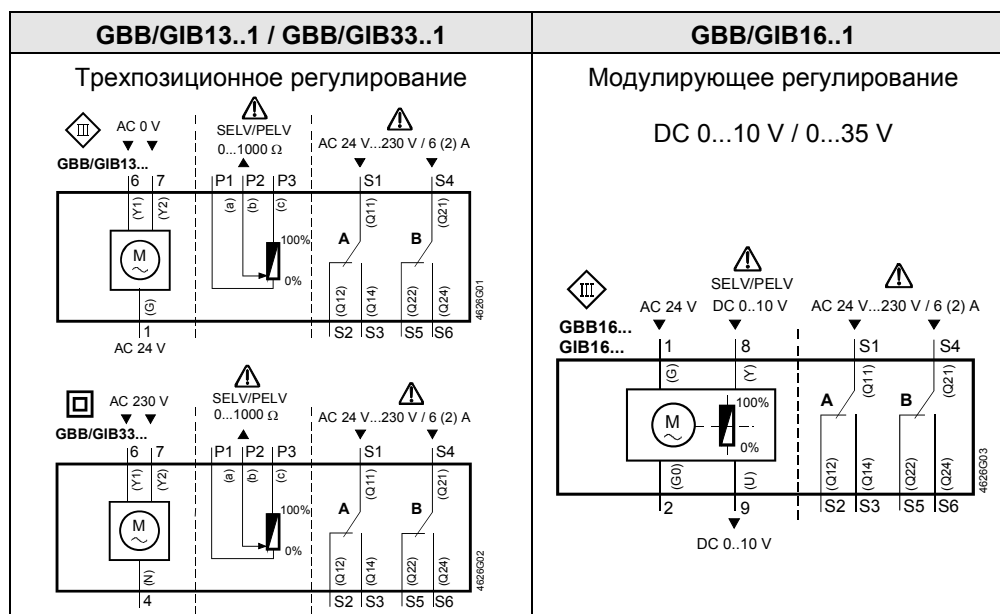 GBB/GIB13..1 / GBB/GIB33..1
Трехпозиционное регулирование
III
AC 0 V
SELV/PELV
0...1000 Ω
AC 24 V...230 V / 6 (2) A
GBB/GIB13...
6 7 P1 P2 P3 S1 S4
(Y1) (Y2) (a) (b) (c) (Q11) (Q21)
M
100%
0%
A B
(G) (Q12) (Q14) (Q22) (Q24)
1 S2 S3 S5 S6
AC 24 V
4626G01
AC 230 V
SELV/PELV
0...1000 Ω
AC 24 V...230 V / 6 (2) A
GBB/GIB33...
6 7 P1 P2 P3 S1 S4
(Y1) (Y2) (a) (b) (c) (Q11) (Q21)
M
100%
0%
A B
(N) (Q12) (Q14) (Q22) (Q24)
4 S2 S3 S5 S6
4626G02
GBB/GIB16..1
Модулирующее регулирование
DC 0...10 V / 0...35 V
III
SELV/PELV
AC 24 V DC 0..10 V AC 24 V...230 V / 6 (2) A
GBB16...
GIB16...
1 8 S1 S4
(G) (Y) (Q11) (Q21)
M
100%
0%
A B
(G0) (U) (Q12) (Q14) (Q22) (Q24)
2 9 S2 S3 S5 S6
DC 0..10 V
4626G03